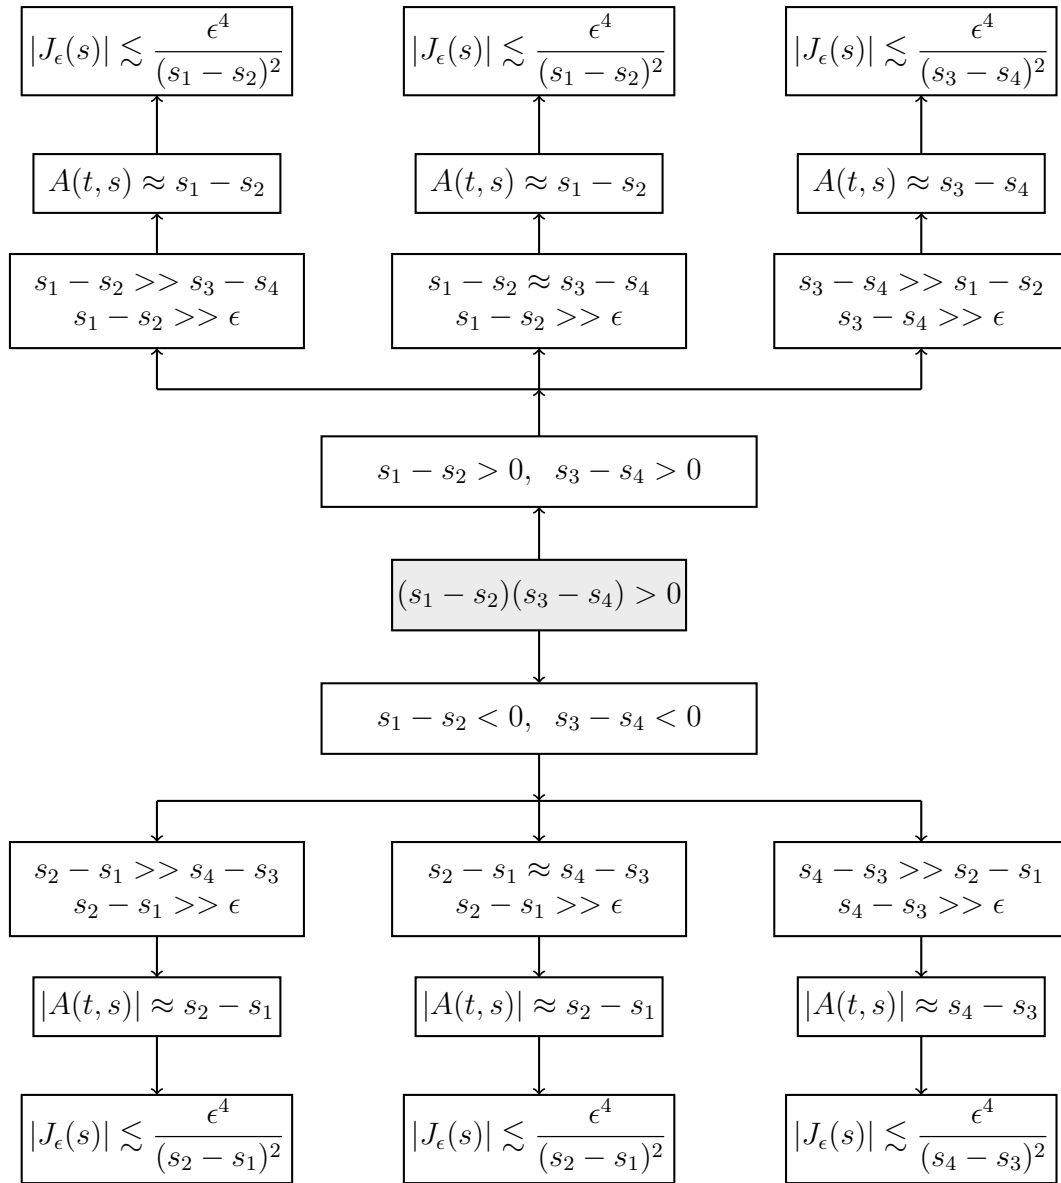 |J_ϵ(s)| ≲ ϵ^4/(s_1 − s_2)^2
|J_ϵ(s)| ≲ ϵ^4/(s_1 − s_2)^2
|J_ϵ(s)| ≲ ϵ^4/(s_3 − s_4)^2
A(t, s) ≈ s_1 − s_2
A(t, s) ≈ s_1 − s_2
A(t, s) ≈ s_3 − s_4
s_1 − s_2 >> s_3 − s_4
s_1 − s_2 >> ϵ
s_1 − s_2 ≈ s_3 − s_4
s_1 − s_2 >> ϵ
s_3 − s_4 >> s_1 − s_2
s_3 − s_4 >> ϵ
s_1 − s_2 > 0, s_3 − s_4 > 0
(s_1 − s_2)(s_3 − s_4) > 0
s_1 − s_2 < 0, s_3 − s_4 < 0
s_2 − s_1 >> s_4 − s_3
s_2 − s_1 >> ϵ
s_2 − s_1 ≈ s_4 − s_3
s_2 − s_1 >> ϵ
s_4 − s_3 >> s_2 − s_1
s_4 − s_3 >> ϵ
|A(t, s)| ≈ s_2 − s_1
|A(t, s)| ≈ s_2 − s_1
|A(t, s)| ≈ s_4 − s_3
|J_ϵ(s)| ≲ ϵ^4/(s_2 − s_1)^2
|J_ϵ(s)| ≲ ϵ^4/(s_2 − s_1)^2
|J_ϵ(s)| ≲ ϵ^4/(s_4 − s_3)^2